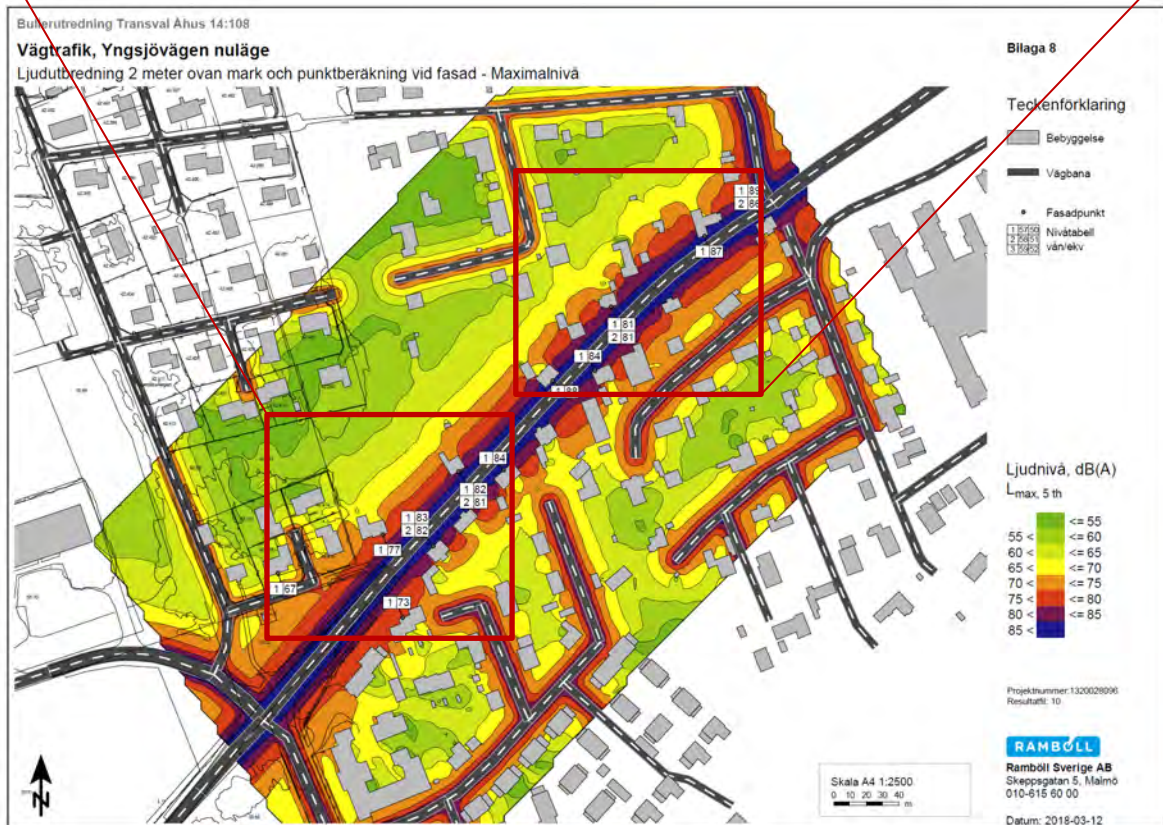 Bullerutredning Transval Åhus 14:108
Vägtrafik, Yngsjövägen nuläge
Ljudutbredning 2 meter ovan mark och punktberäkning vid fasad - Maximalnivå
Bilaga 8
Teckenförklaring
Bebyggelse
Vägbana
Fasadpunkt
Nivåtabell
vån/ekv
1 89
2 86
1 87
1 81
2 81
1 84
1 84
1 82
2 81
1 83
2 82
1 77
1 67
1 73
Ljudnivå, dB(A)
Lmax, 5 th
<= 55
55 < <= 60
60 < <= 65
65 < <= 70
70 < <= 75
75 < <= 80
80 < <= 85
85 <
Projektnummer:1320028096
Resultatfil: 10
RAMBOLL
Ramböll Sverige AB
Skeppsgatan 5, Malmö
010-615 60 00
Datum: 2018-03-12
Skala A4 1:2500
0 10 20 30 40
m
N